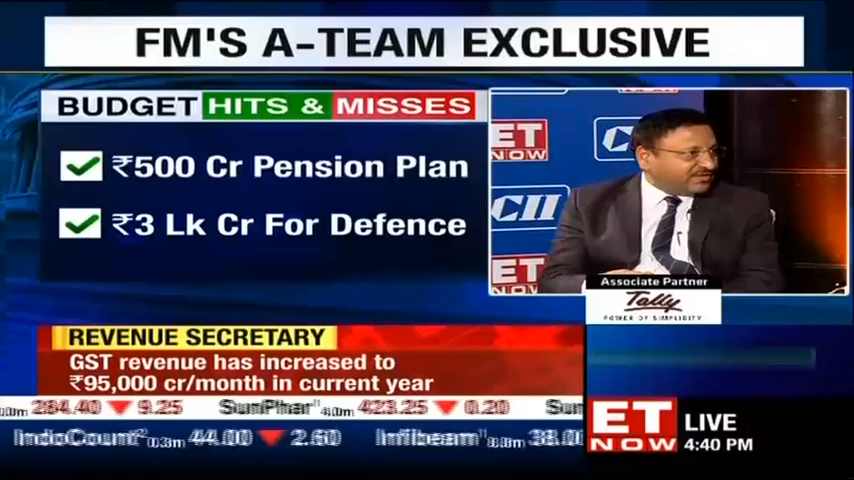 FM'S A-TEAM EXCLUSIVE
BUDGET HITS & MISSES
₹500 Cr Pension Plan
₹3 Lk Cr For Defence
ET
NOW
CII
ET
NOW
Associate Partner
Tally
POWER OF SIMPLICITY
REVENUE SECRETARY
GST revenue has increased to
₹95,000 cr/month in current year
284.40 ▼ 9.25 SunPhar 423.25 ▼ 0.20 Sun
IndoCount 44.00 ▼ 2.60 Infibeam
ET
NOW
LIVE
4:40 PM